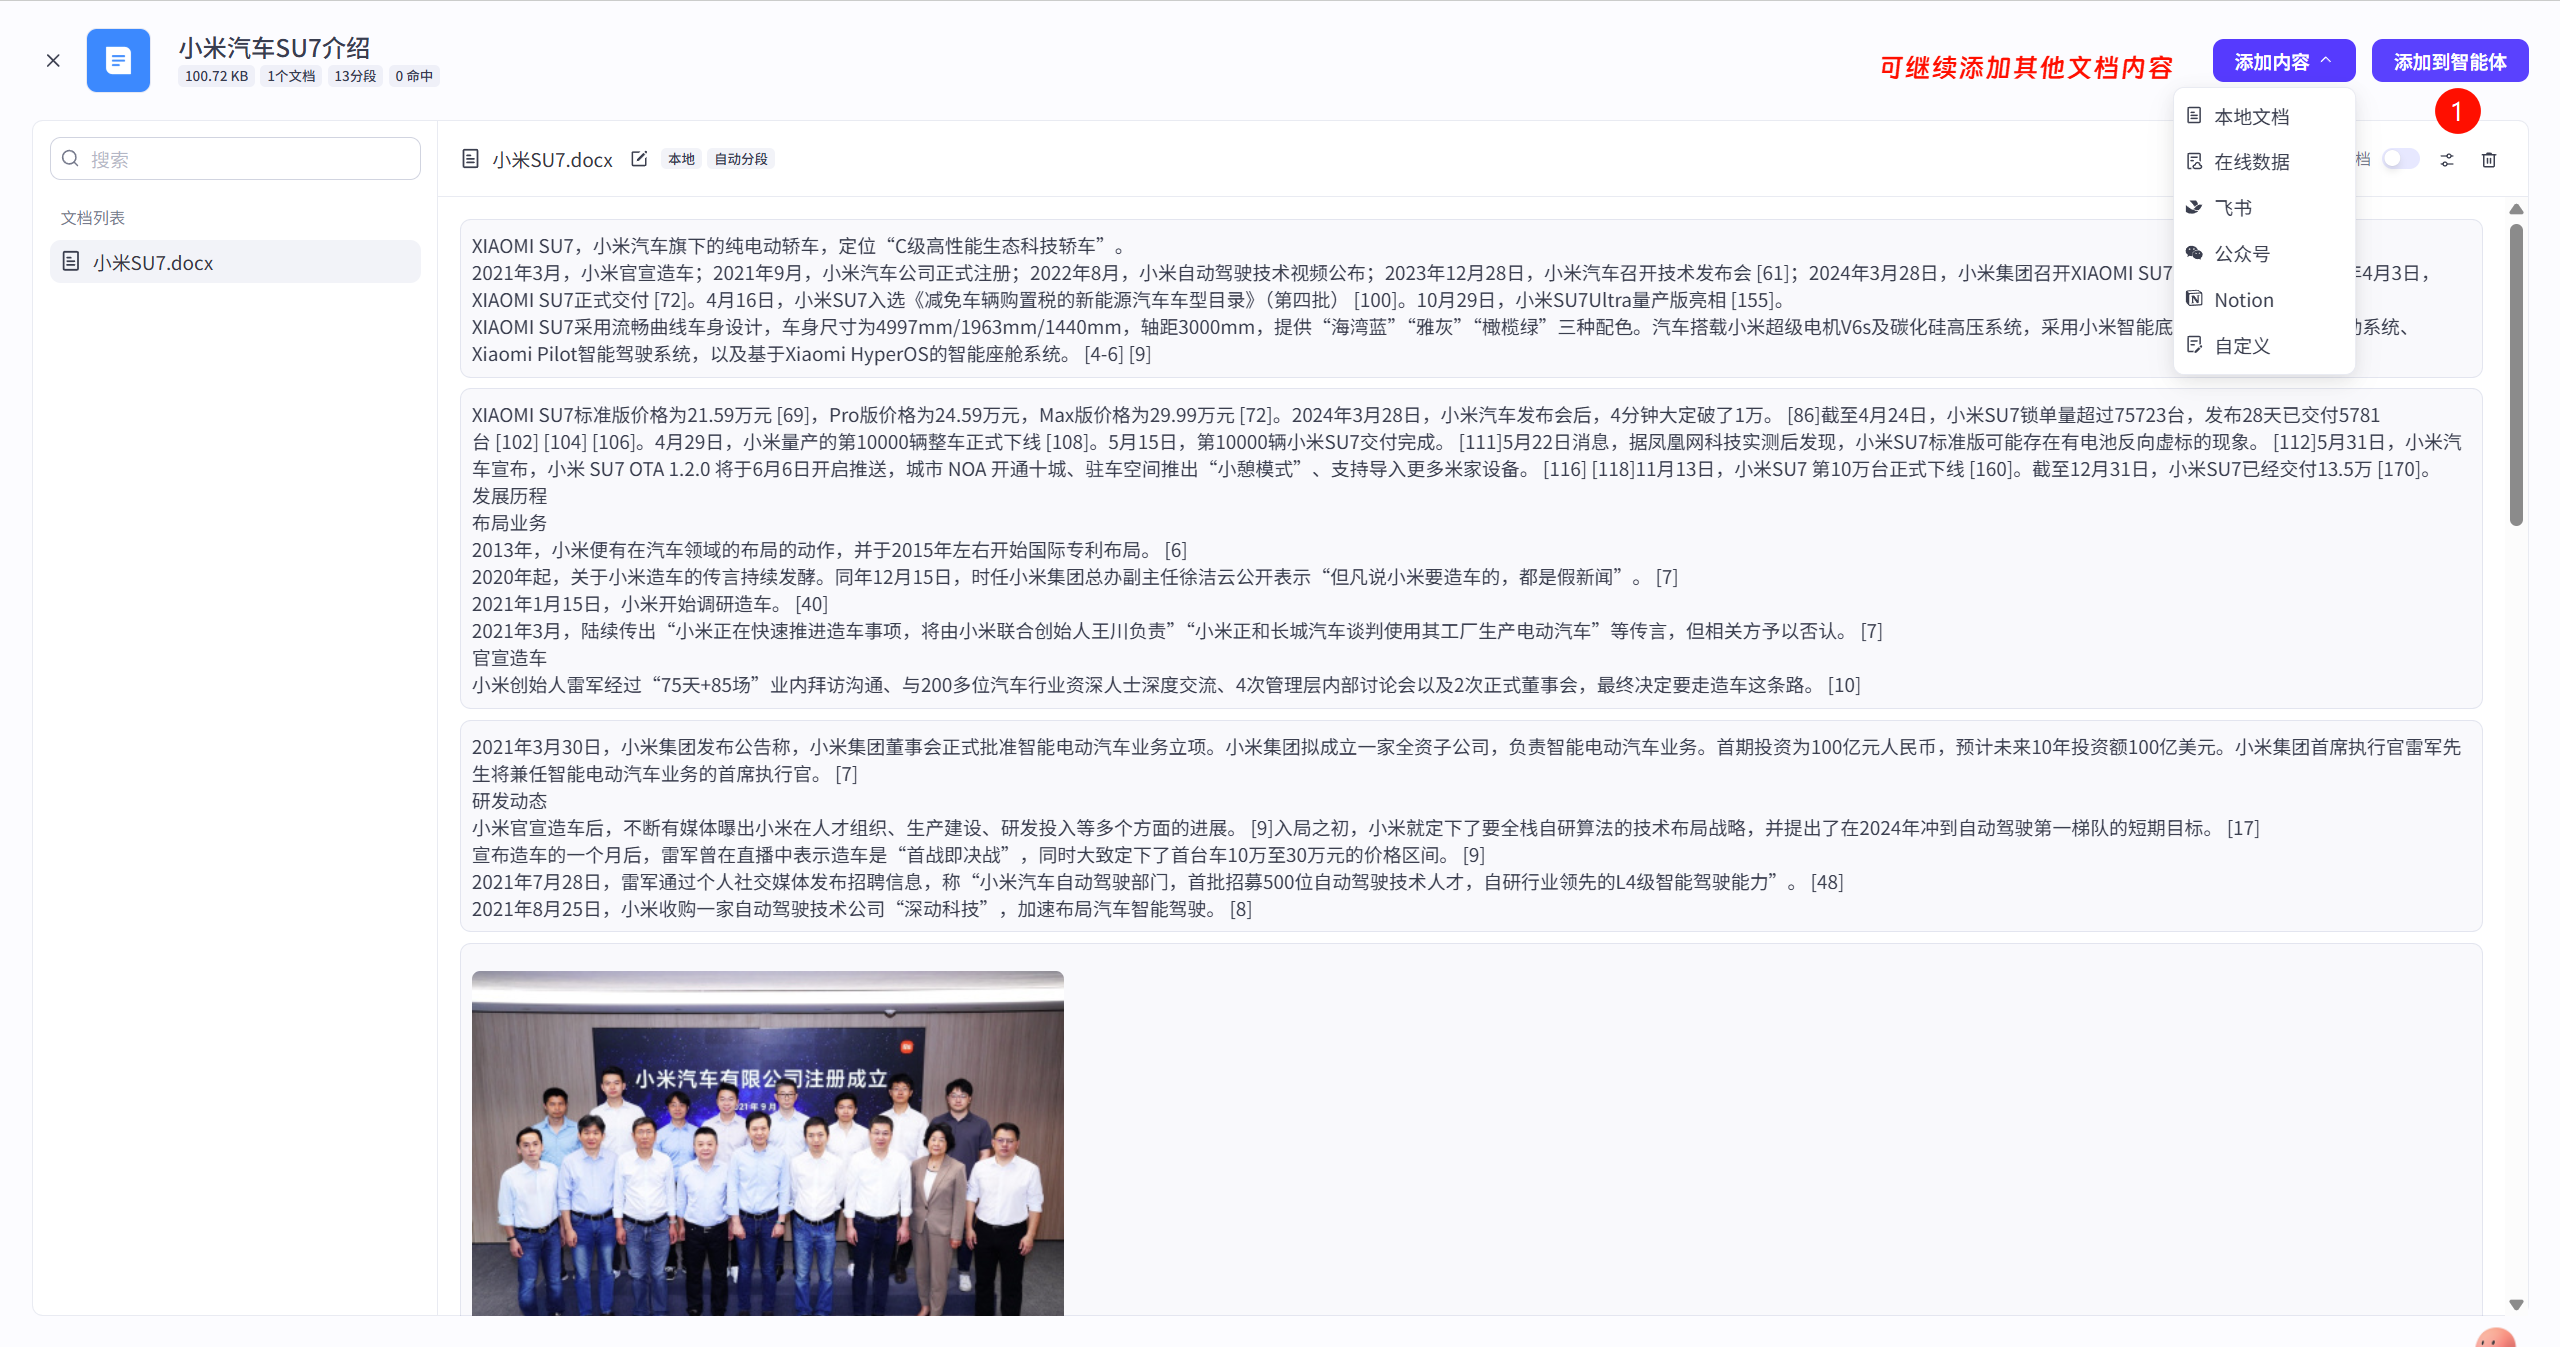 小米汽车SU7介绍
100.72 KB 1个文档 13分段 0 命中
可继续添加其他文档内容
添加内容
添加到智能体
1
本地文档
在线数据
飞书
公众号
Notion
自定义
搜索
文档列表
小米SU7.docx
小米SU7.docx 本地 自动分段
档
XIAOMI SU7，小米汽车旗下的纯电动轿车，定位“C级高性能生态科技轿车”。
2021年3月，小米官宣造车；2021年9月，小米汽车公司正式注册；2022年8月，小米自动驾驶技术视频公布；2023年12月28日，小米汽车召开技术发布会 [61]；2024年3月28日，小米集团召开XIAOMI SU7 年4月3日，
XIAOMI SU7正式交付 [72]。4月16日，小米SU7入选《减免车辆购置税的新能源汽车车型目录》（第四批） [100]。10月29日，小米SU7Ultra量产版亮相 [155]。
XIAOMI SU7采用流畅曲线车身设计，车身尺寸为4997mm/1963mm/1440mm，轴距3000mm，提供“海湾蓝”“雅灰”“橄榄绿”三种配色。汽车搭载小米超级电机V6s及碳化硅高压系统，采用小米智能底 动系统、
Xiaomi Pilot智能驾驶系统，以及基于Xiaomi HyperOS的智能座舱系统。 [4-6] [9]
XIAOMI SU7标准版价格为21.59万元 [69]，Pro版价格为24.59万元，Max版价格为29.99万元 [72]。2024年3月28日，小米汽车发布会后，4分钟大定破了1万。 [86]截至4月24日，小米SU7锁单量超过75723台，发布28天已交付5781
台 [102] [104] [106]。4月29日，小米量产的第10000辆整车正式下线 [108]。5月15日，第10000辆小米SU7交付完成。 [111]5月22日消息，据凤凰网科技实测后发现，小米SU7标准版可能存在有电池反向虚标的现象。 [112]5月31日，小米汽
车宣布，小米 SU7 OTA 1.2.0 将于6月6日开启推送，城市 NOA 开通十城、驻车空间推出“小憩模式”、支持导入更多米家设备。 [116] [118]11月13日，小米SU7 第10万台正式下线 [160]。截至12月31日，小米SU7已经交付13.5万 [170]。
发展历程
布局业务
2013年，小米便有在汽车领域的布局的动作，并于2015年左右开始国际专利布局。 [6]
2020年起，关于小米造车的传言持续发酵。同年12月15日，时任小米集团总办副主任徐洁云公开表示“但凡说小米要造车的，都是假新闻”。 [7]
2021年1月15日，小米开始调研造车。 [40]
2021年3月，陆续传出“小米正在快速推进造车事项，将由小米联合创始人王川负责”“小米正和长城汽车谈判使用其工厂生产电动汽车”等传言，但相关方予以否认。 [7]
官宣造车
小米创始人雷军经过“75天+85场”业内拜访沟通、与200多位汽车行业资深人士深度交流、4次管理层内部讨论会以及2次正式董事会，最终决定要走造车这条路。 [10]
2021年3月30日，小米集团发布公告称，小米集团董事会正式批准智能电动汽车业务立项。小米集团拟成立一家全资子公司，负责智能电动汽车业务。首期投资为100亿元人民币，预计未来10年投资额100亿美元。小米集团首席执行官雷军先
生将兼任智能电动汽车业务的首席执行官。 [7]
研发动态
小米官宣造车后，不断有媒体曝出小米在人才组织、生产建设、研发投入等多个方面的进展。 [9]入局之初，小米就定下了要全栈自研算法的技术布局战略，并提出了在2024年冲到自动驾驶第一梯队的短期目标。 [17]
宣布造车的一个月后，雷军曾在直播中表示造车是“首战即决战”，同时大致定下了首台车10万至30万元的价格区间。 [9]
2021年7月28日，雷军通过个人社交媒体发布招聘信息，称“小米汽车自动驾驶部门，首批招募500位自动驾驶技术人才，自研行业领先的L4级智能驾驶能力”。 [48]
2021年8月25日，小米收购一家自动驾驶技术公司“深动科技”，加速布局汽车智能驾驶。 [8]
小米汽车有限公司注册成立
21年9月